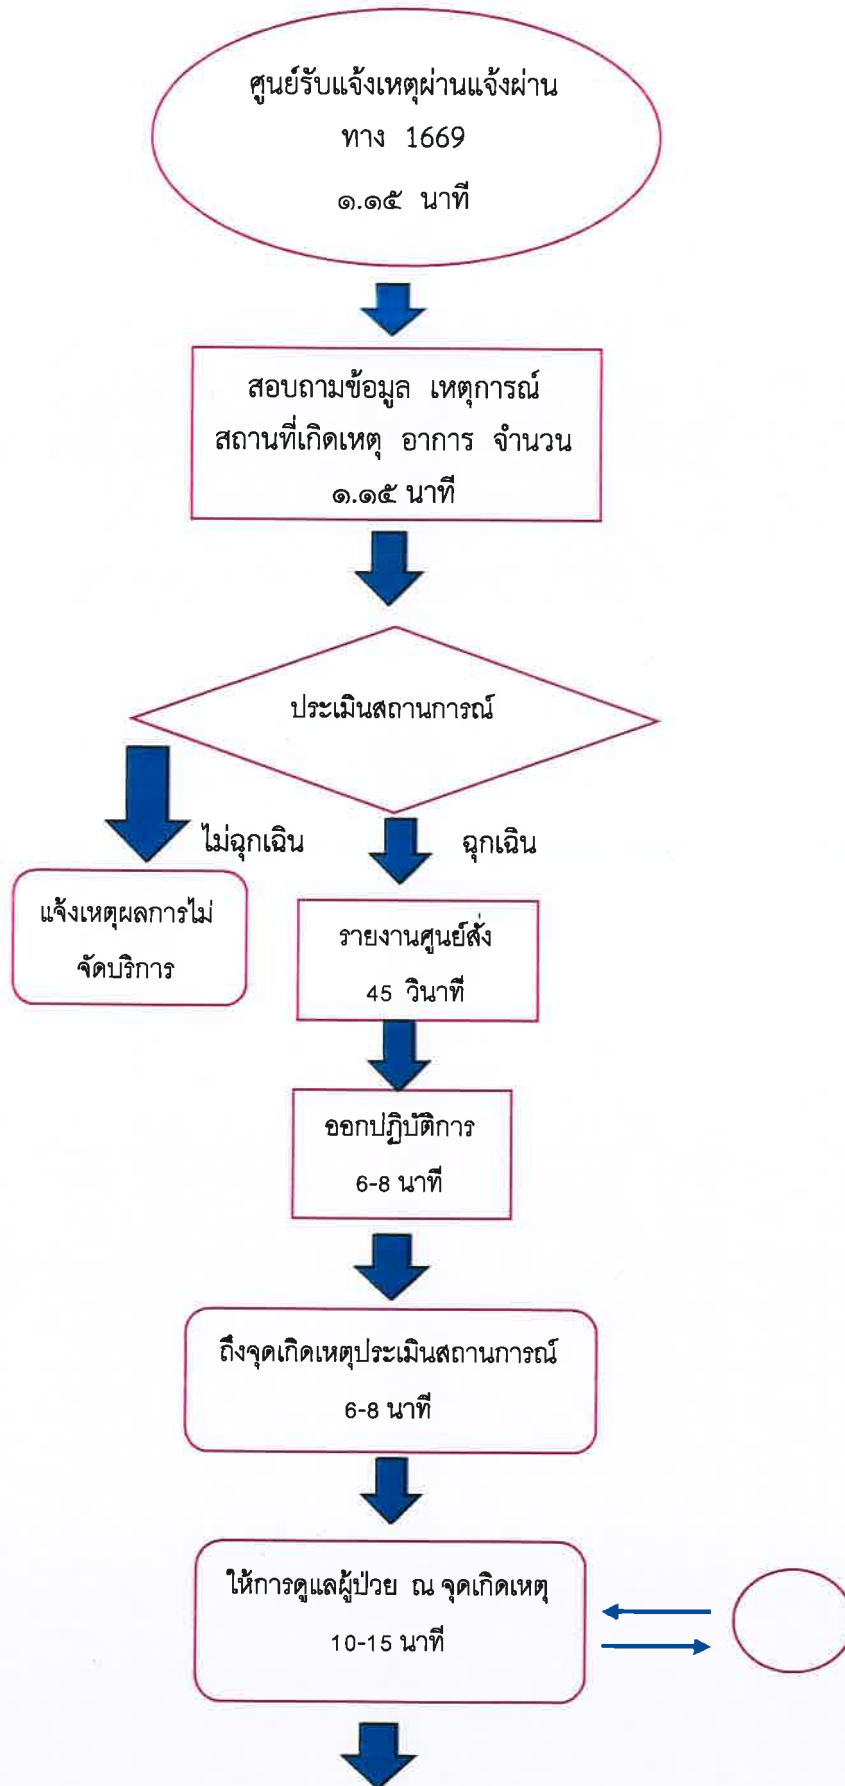 ศูนย์รับแจ้งเหตุผ่านแจ้งผ่าน
ทาง 1669
๑.๑๕ นาที
สอบถามข้อมูล เหตุการณ์
สถานที่เกิดเหตุ อาการ จำนวน
๑.๑๕ นาที
ประเมินสถานการณ์
ไม่ฉุกเฉิน
ฉุกเฉิน
แจ้งเหตุผลการไม่
จัดบริการ
รายงานศูนย์สั่ง
45 วินาที
ออกปฏิบัติการ
6-8 นาที
ถึงจุดเกิดเหตุประเมินสถานการณ์
6-8 นาที
ให้การดูแลผู้ป่วย ณ จุดเกิดเหตุ
10-15 นาที